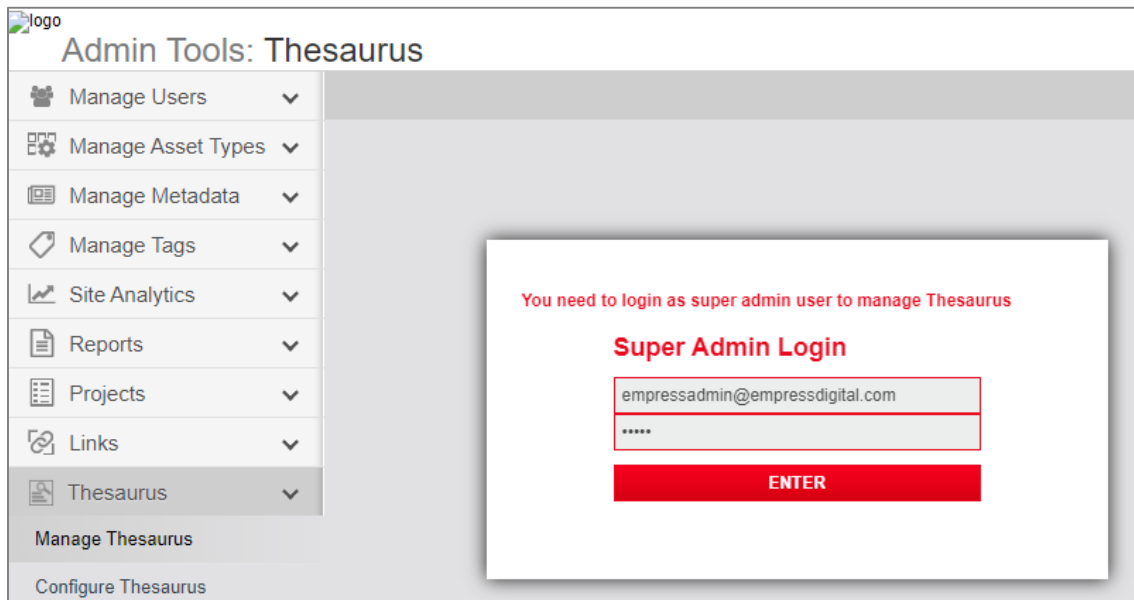 logo
Admin Tools: Thesaurus
Manage Users
Manage Asset Types
Manage Metadata
Manage Tags
Site Analytics
Reports
Projects
Links
Thesaurus
Manage Thesaurus
Configure Thesaurus
You need to login as super admin user to manage Thesaurus
Super Admin Login
empressadmin@empressdigital.com
•••••
ENTER